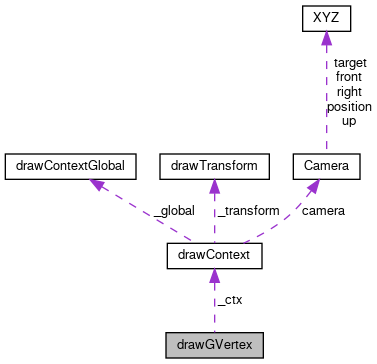 XYZ
target
front
right
position
up
drawContextGlobal
drawTransform
Camera
_global
_transform
camera
drawContext
_ctx
drawGVertex